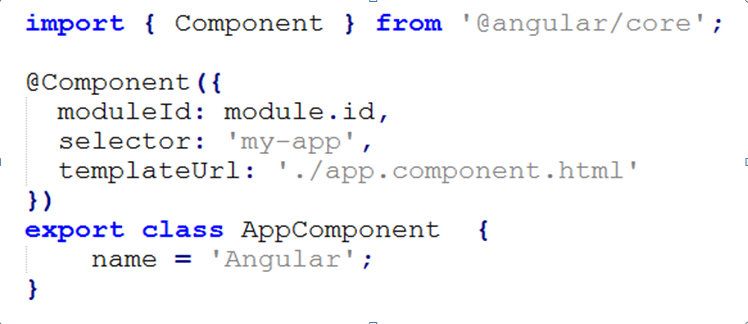 import { Component } from '@angular/core';
@Component({
moduleId: module.id,
selector: 'my-app',
templateUrl: './app.component.html'
})
export class AppComponent  {
name = 'Angular';
}